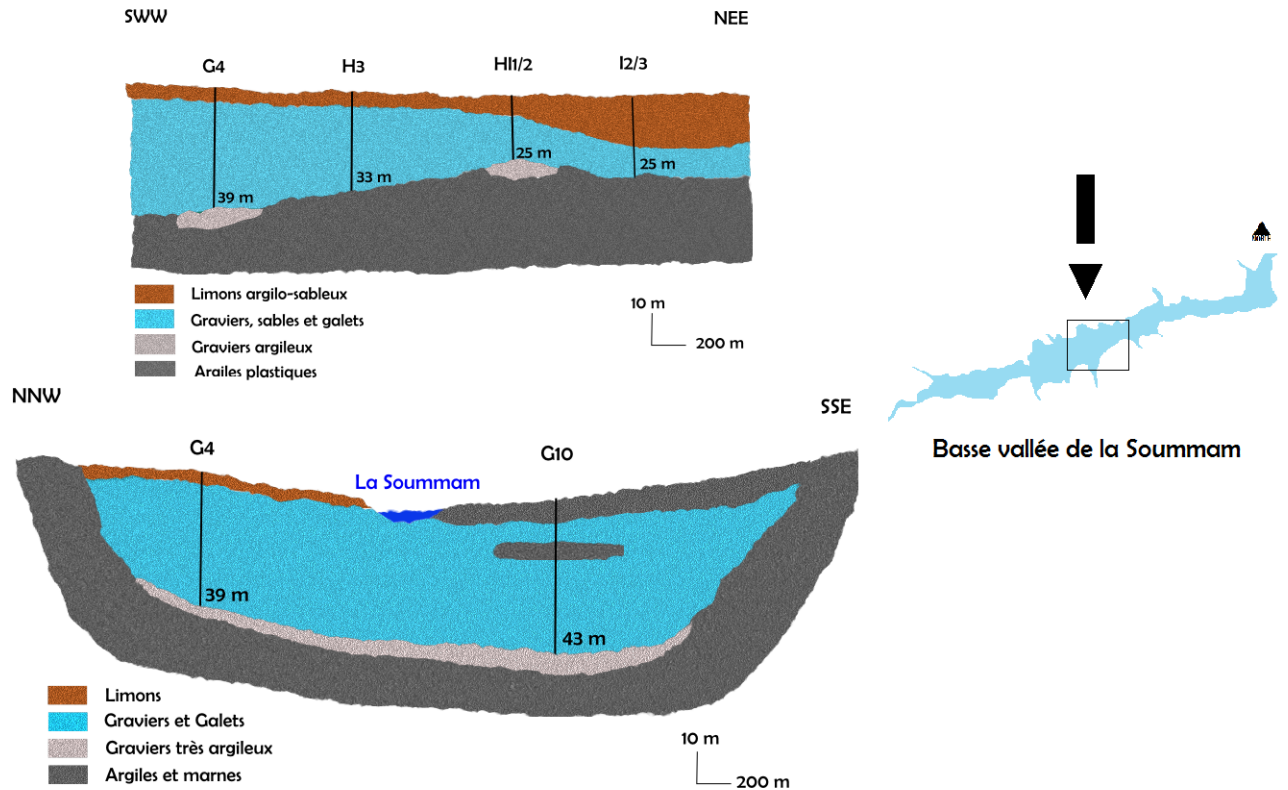 SWW
NEE
G4
H3
HI1/2
I2/3
39 m
33 m
25 m
25 m
Limons argilo-sableux
Graviers, sables et galets
Graviers argileux
Argiles plastiques
10 m
200 m
NNW
SSE
G4
G10
La Soummam
39 m
43 m
Limons
Graviers et Galets
Graviers très argileux
Argiles et marnes
10 m
200 m
Basse vallée de la Soummam